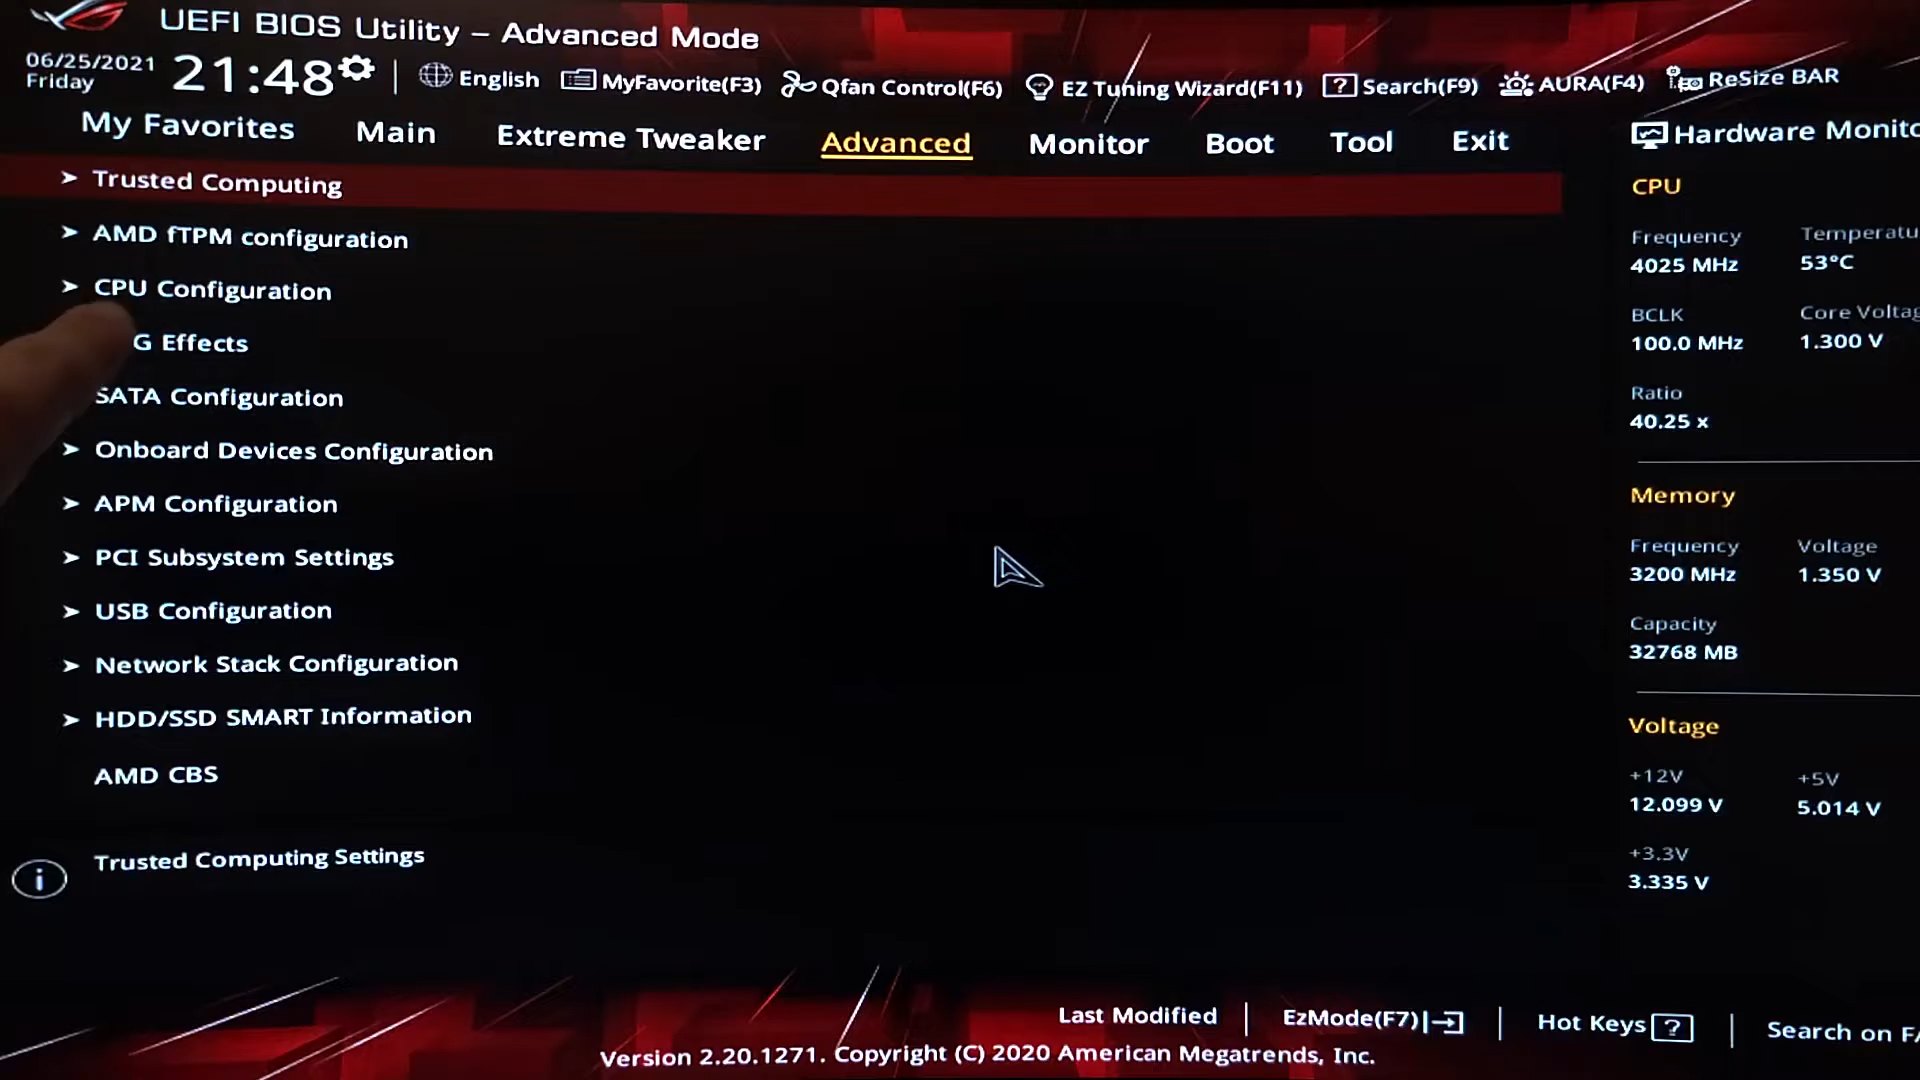 UEFI BIOS Utility – Advanced Mode
06/25/2021
Friday
21:48
English
MyFavorite(F3)
Qfan Control(F6)
EZ Tuning Wizard(F11)
? Search(F9)
AURA(F4)
ReSize BAR
My Favorites
Main
Extreme Tweaker
Advanced
Monitor
Boot
Tool
Exit
Trusted Computing
AMD fTPM configuration
CPU Configuration
G Effects
SATA Configuration
Onboard Devices Configuration
APM Configuration
PCI Subsystem Settings
USB Configuration
Network Stack Configuration
HDD/SSD SMART Information
AMD CBS
Trusted Computing Settings
Hardware
CPU
Frequency
4025 MHz
53°C
BCLK
Core
100.0 MHz
1.300 V
Ratio
40.25 x
Memory
Frequency Voltage
3200 MHz 1.350 V
Capacity
32768 MB
Voltage
+12V +5V
12.099 V 5.014 V
+3.3V
3.335 V
Last Modified
EzMode(F7)
Hot Keys ?
Search on
Version 2.20.1271. Copyright (C) 2020 American Megatrends, Inc.